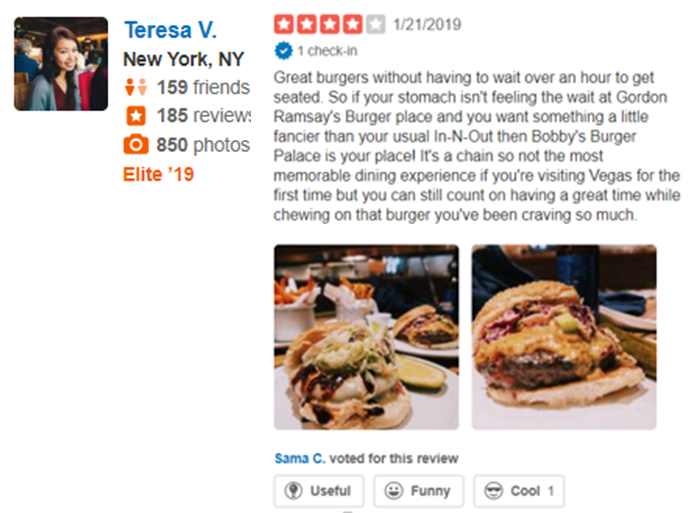 Teresa V.
New York, NY
159 friends
185 reviews
850 photos
Elite ’19
1/21/2019
1 check-in
Great burgers without having to wait over an hour to get
seated. So if your stomach isn't feeling the wait at Gordon
Ramsay's Burger place and you want something a little
fancier than your usual In-N-Out then Bobby's Burger
Palace is your place! It's a chain so not the most
memorable dining experience if you're visiting Vegas for the
first time but you can still count on having a great time while
chewing on that burger you've been craving so much.
Sama C. voted for this review
Useful
Funny
Cool 1